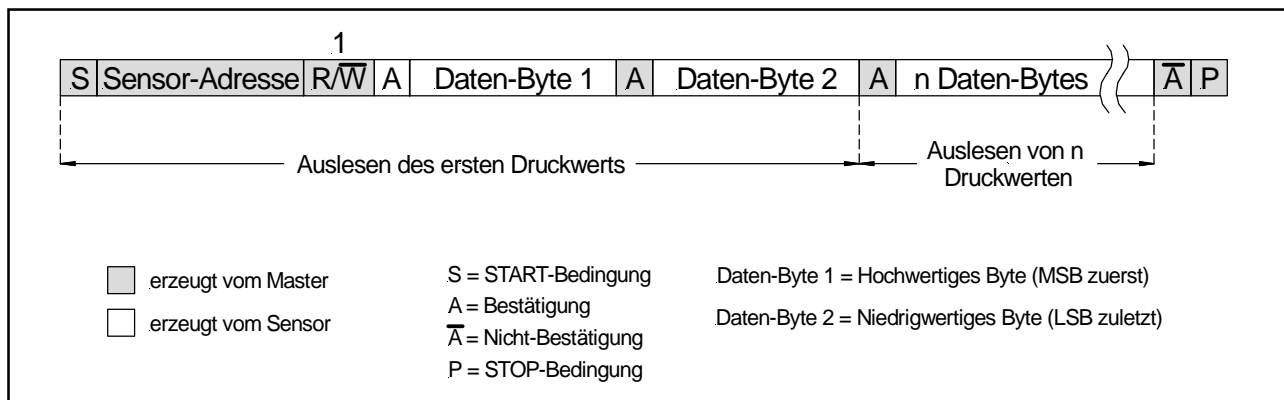 1
S Sensor-Adresse R/W̅ A Daten-Byte 1 A Daten-Byte 2 A n Daten-Bytes A̅ P
Auslesen des ersten Druckwerts
Auslesen von n
Druckwerten
erzeugt vom Master
erzeugt vom Sensor
S = START-Bedingung
A = Bestätigung
A̅ = Nicht-Bestätigung
P = STOP-Bedingung
Daten-Byte 1 = Hochwertiges Byte (MSB zuerst)
Daten-Byte 2 = Niedrigwertiges Byte (LSB zuletzt)